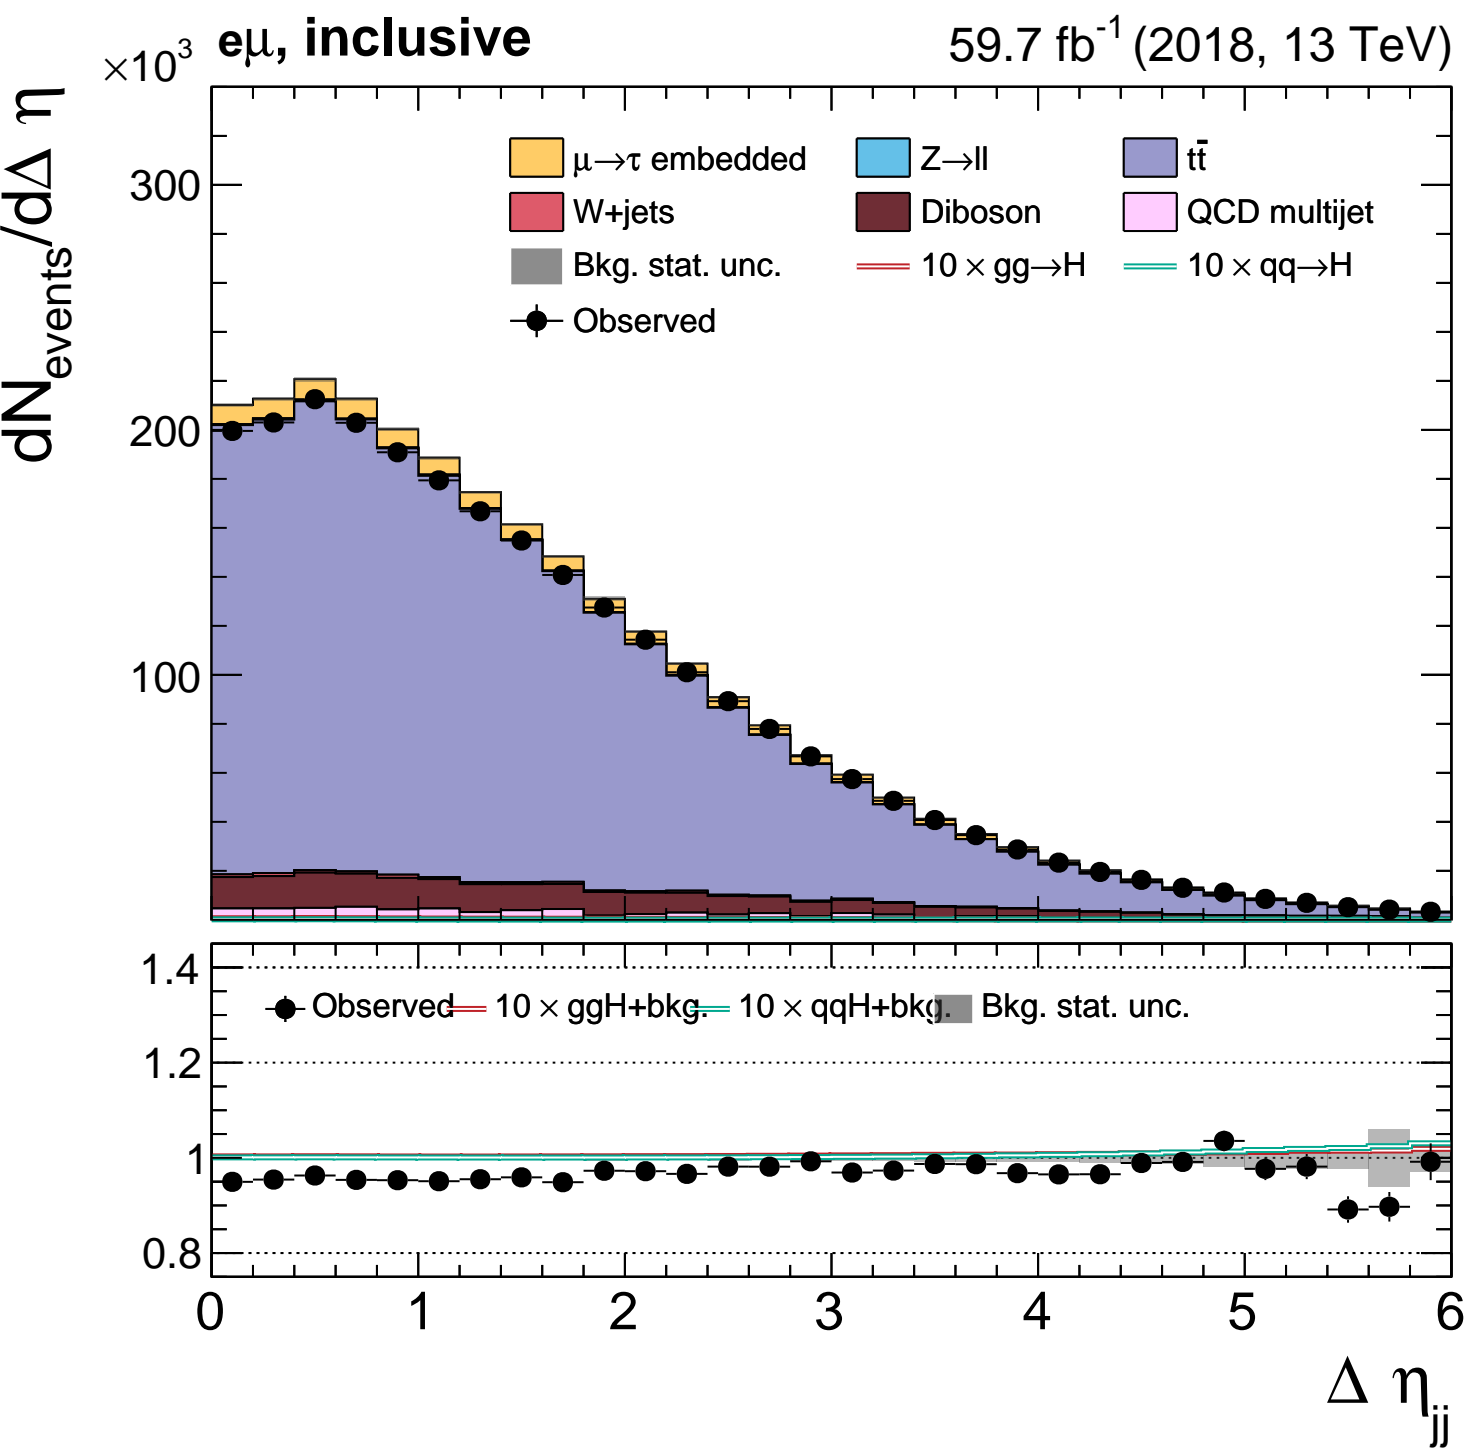 ×10³ eμ, inclusive 59.7 fb⁻¹ (2018, 13 TeV)
dN_events/dΔ η
μ→τ embedded Z→ll tt̄
W+jets Diboson QCD multijet
Bkg. stat. unc. 10 × gg→H 10 × qq→H
Observed
300
200
100
1.4
Observed 10 × ggH+bkg. 10 × qqH+bkg. Bkg. stat. unc.
1.2
1
0.8
0 1 2 3 4 5 6
Δ η_jj